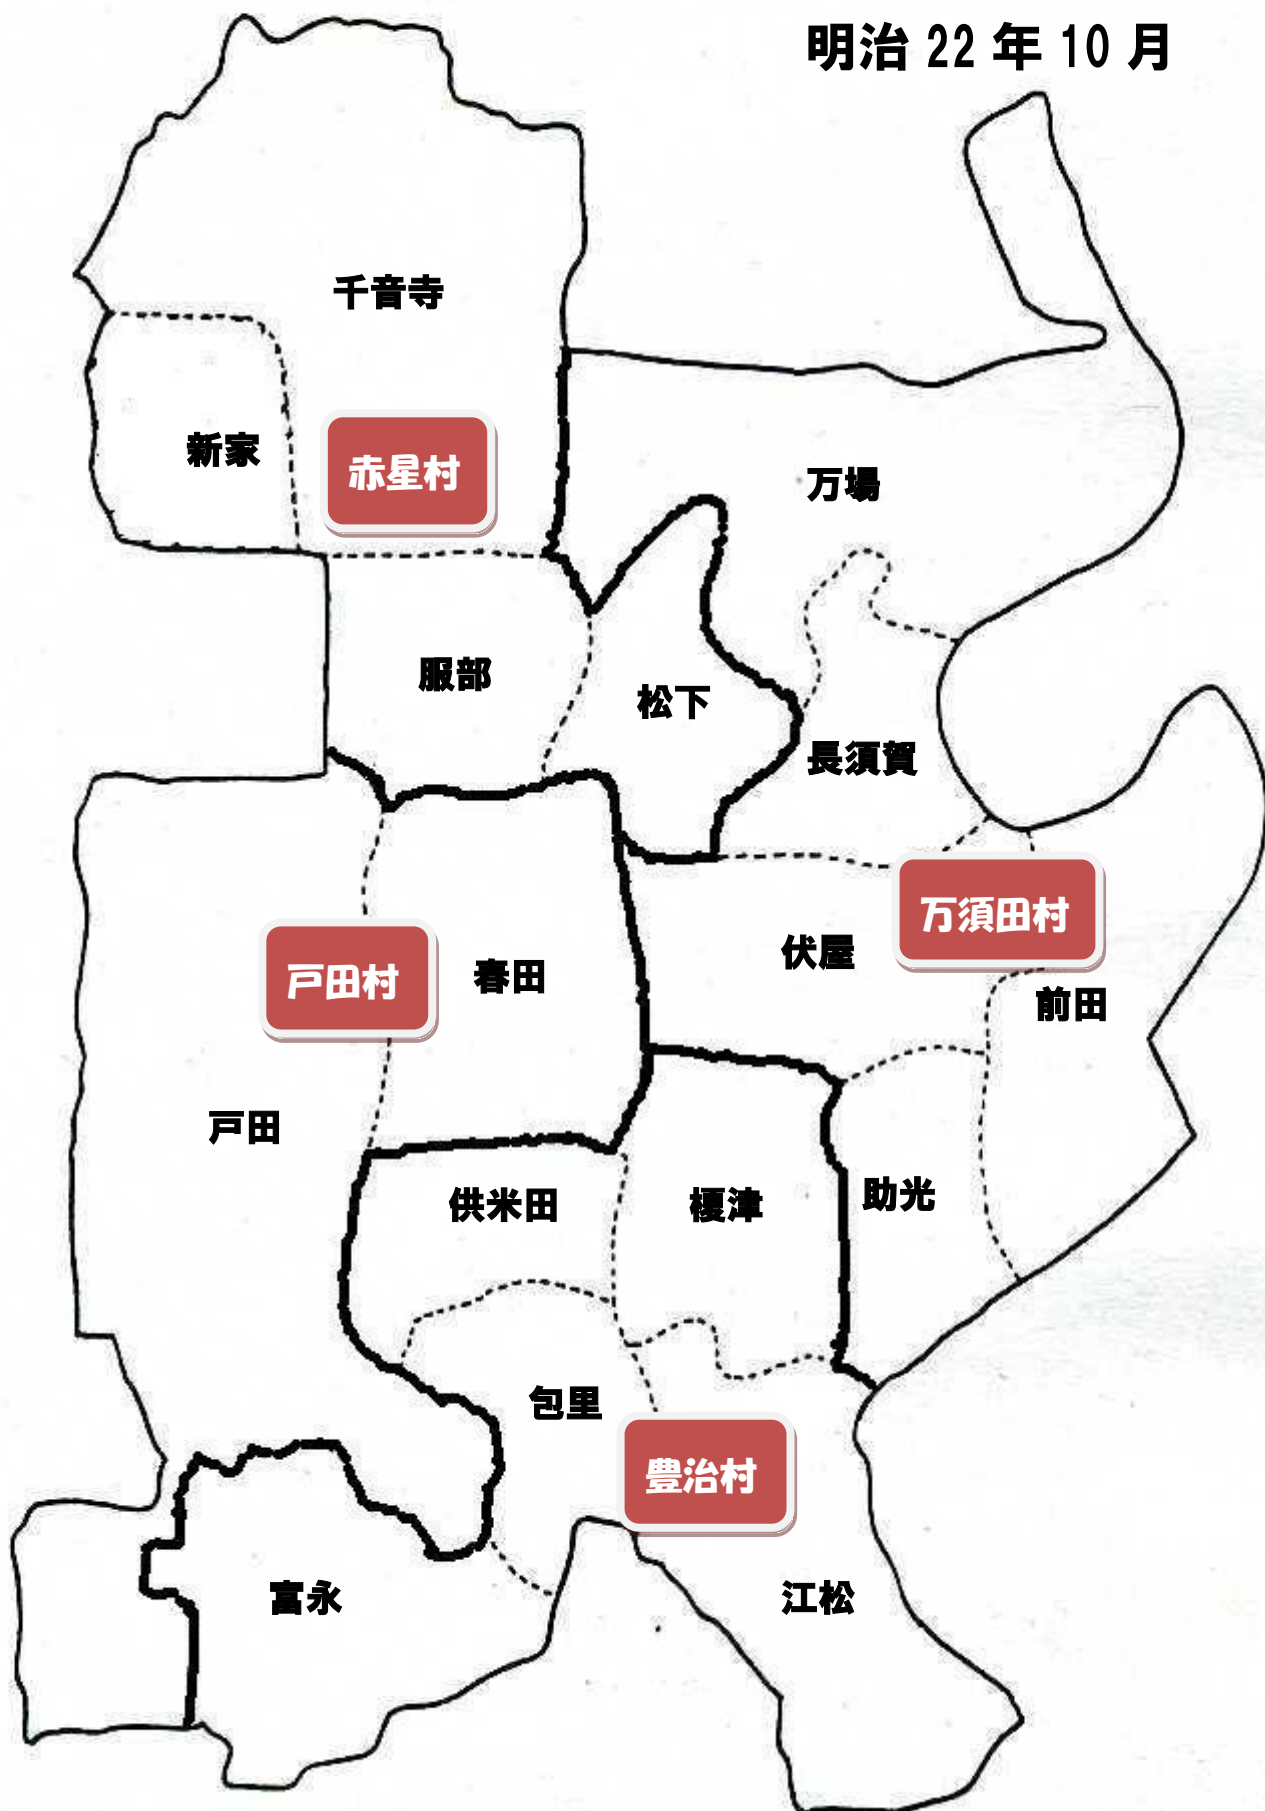 明治 22 年 10 月
千音寺
新家
赤星村
万場
服部
松下
長須賀
万須田村
伏屋
戸田村
春田
前田
戸田
供米田
榎津
助光
包里
豊治村
富永
江松